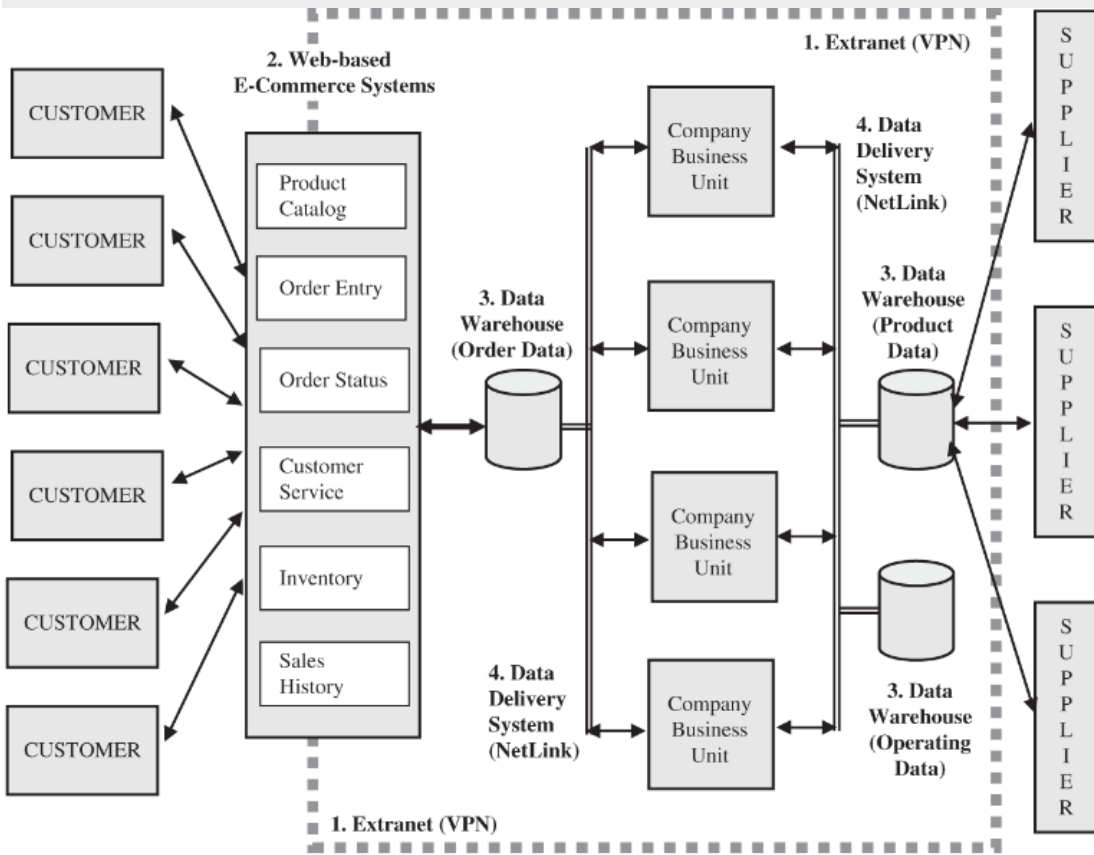 1. Extranet (VPN)
2. Web-based
E-Commerce Systems
CUSTOMER
CUSTOMER
CUSTOMER
CUSTOMER
CUSTOMER
CUSTOMER
Product
Catalog
Order Entry
Order Status
Customer
Service
Inventory
Sales
History
3. Data
Warehouse
(Order Data)
4. Data
Delivery
System
(NetLink)
Company
Business
Unit
Company
Business
Unit
Company
Business
Unit
Company
Business
Unit
4. Data
Delivery
System
(NetLink)
3. Data
Warehouse
(Product
Data)
3. Data
Warehouse
(Operating
Data)
SUPPLIER
SUPPLIER
SUPPLIER
1. Extranet (VPN)